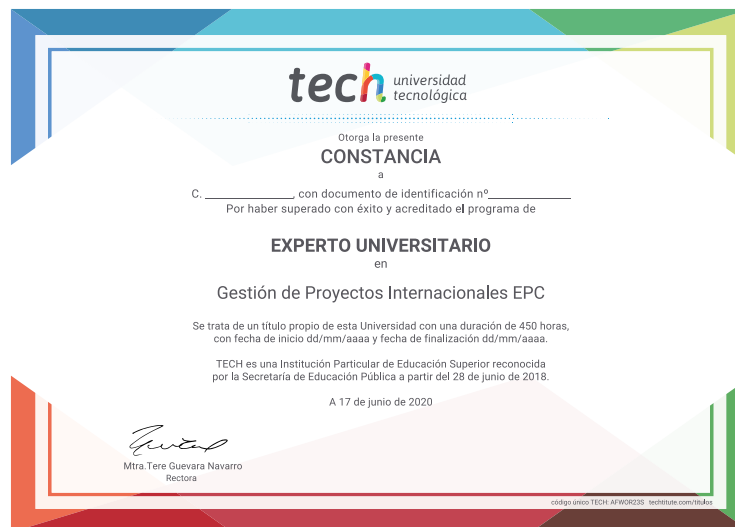 tech universidad
tecnológica
Otorga la presente
CONSTANCIA
a
C. ______________, con documento de identificación nº______________
Por haber superado con éxito y acreditado el programa de
EXPERTO UNIVERSITARIO
en
Gestión de Proyectos Internacionales EPC
Se trata de un título propio de esta Universidad con una duración de 450 horas,
con fecha de inicio dd/mm/aaaa y fecha de finalización dd/mm/aaaa.
TECH es una Institución Particular de Educación Superior reconocida
por la Secretaría de Educación Pública a partir del 28 de junio de 2018.
A 17 de junio de 2020
Mtra.Tere Guevara Navarro
Rectora
código único TECH: AFWOR23S techtitute.com/titulos